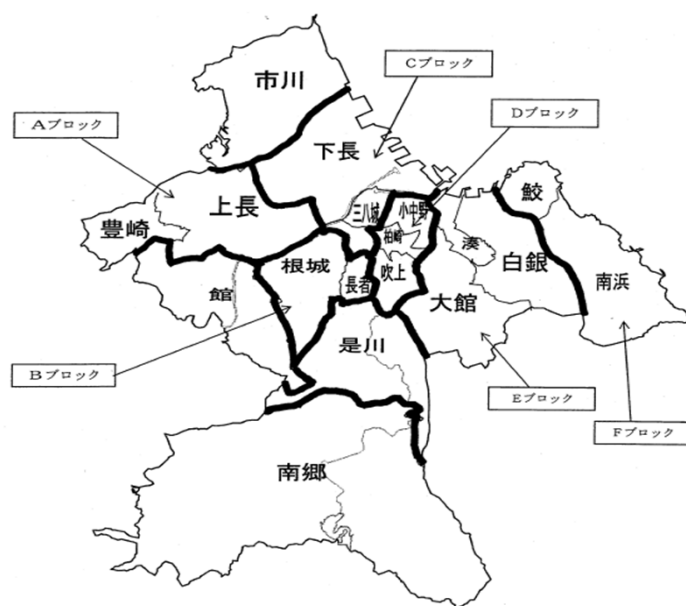 市川
Cブロック
Aブロック
Dブロック
下長
鮫
上長
三八城
小中野
豊崎
柏崎
湊
白銀
根城
吹上
南浜
館
長者
大館
是川
Bブロック
Eブロック
Fブロック
南郷